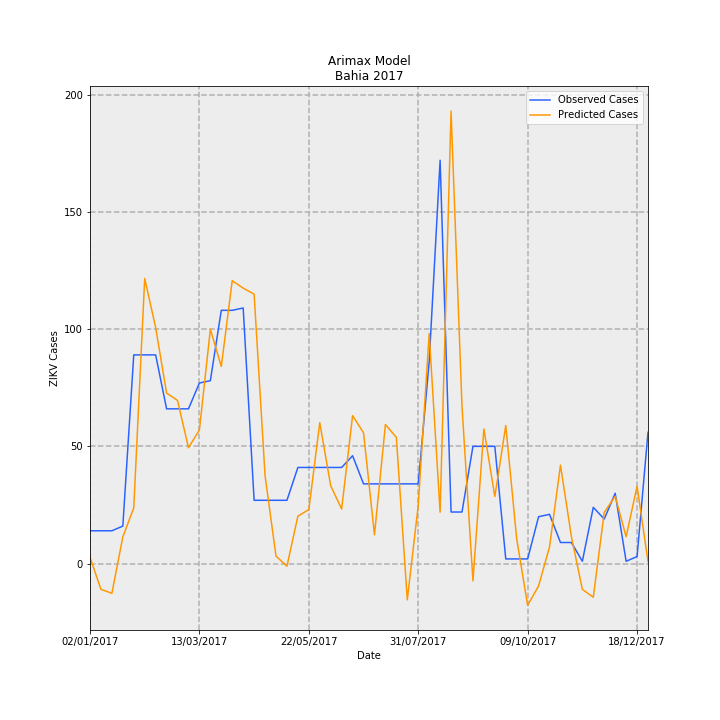 Arimax Model
Bahia 2017
Observed Cases
Predicted Cases
200
150
100
50
0
ZIKV Cases
02/01/2017 13/03/2017 22/05/2017 31/07/2017 09/10/2017 18/12/2017
Date